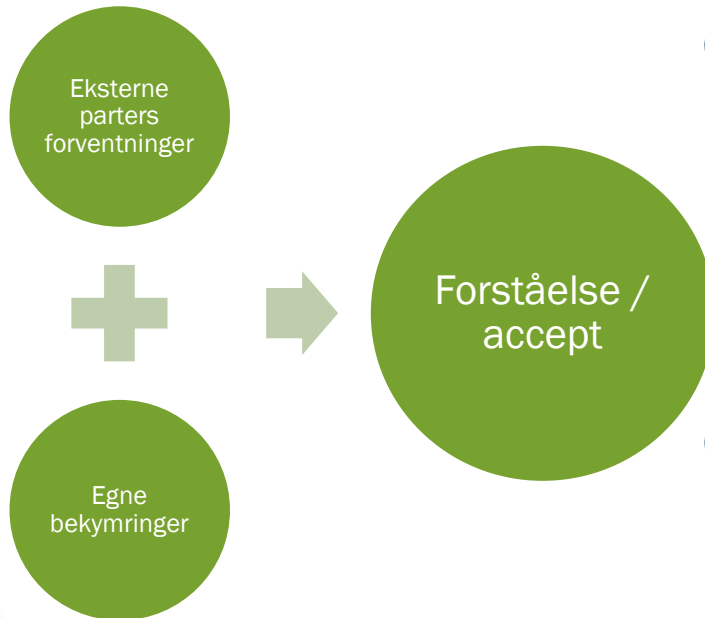 Eksterne
parters
forventninger
Egne
bekymringer
Forståelse /
accept